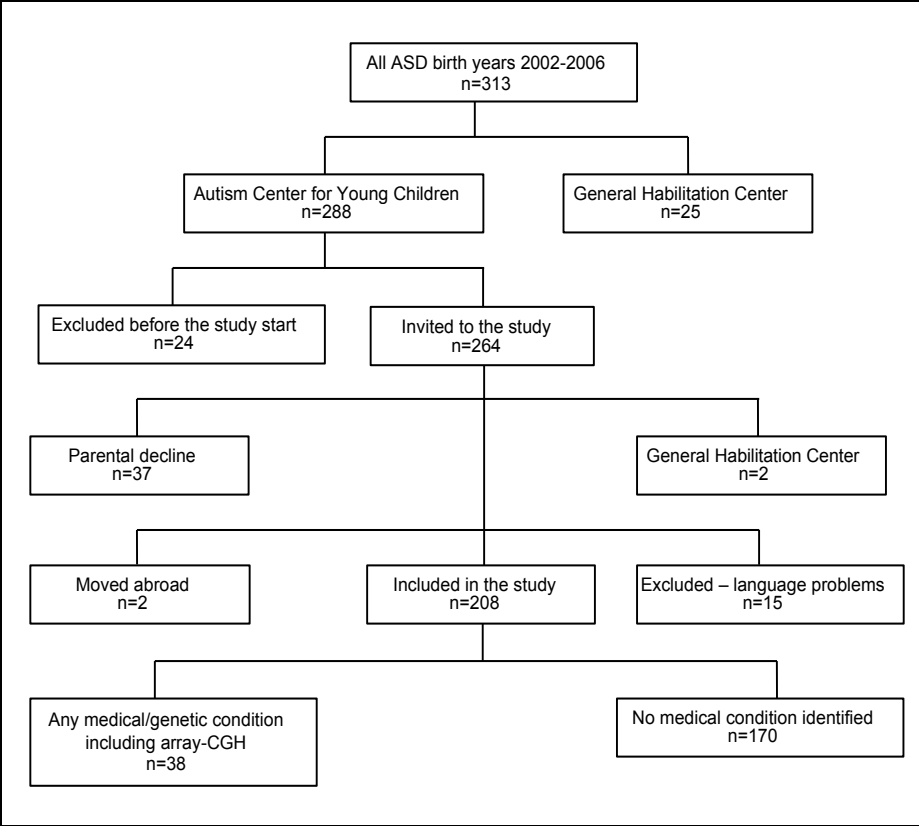 All ASD birth years 2002-2006
n=313
Autism Center for Young Children
n=288
General Habilitation Center
n=25
Excluded before the study start
n=24
Invited to the study
n=264
Parental decline
n=37
General Habilitation Center
n=2
Moved abroad
n=2
Included in the study
n=208
Excluded – language problems
n=15
Any medical/genetic condition
including array-CGH
n=38
No medical condition identified
n=170